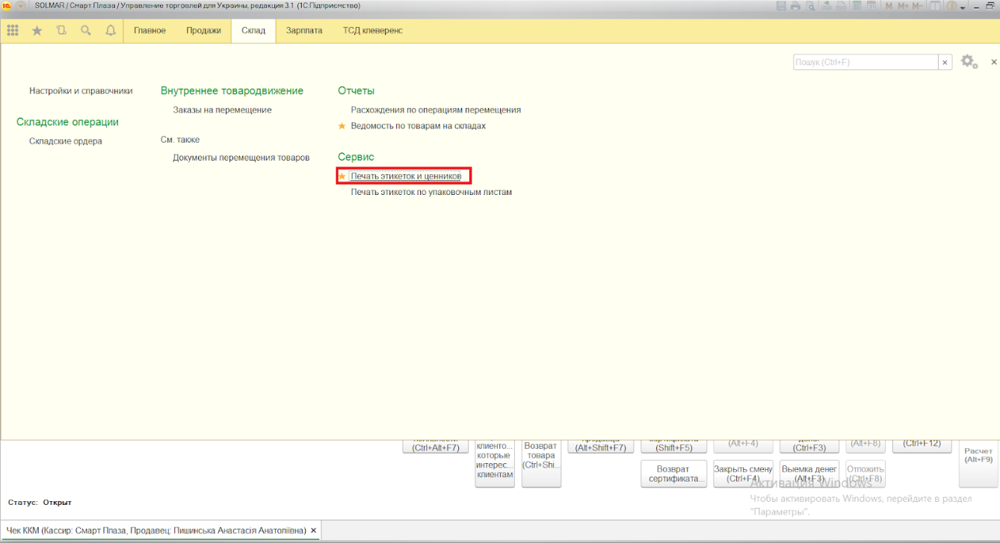 SOLMAR / Смарт Плаза / Управление торговлей для Украины, редакция 3.1 (1С:Підприємство)
M M+ M-
Главное Продажи Склад Зарплата ТСД клеверенс
Пошук (Ctrl+F)
Настройки и справочники
Складские операции
Складские ордера
Внутреннее товародвижение
Заказы на перемещение
См. также
Документы перемещения товаров
Отчеты
Расхождения по операциям перемещения
Ведомость по товарам на складах
Сервис
Печать этикеток и ценников
Печать этикеток по упаковочным листам
(Ctrl+Alt+F7)
клиенто...
которые
интерес...
клиентам
Возврат
товара
(Ctrl+Shi...
продавца
(Alt+Shift+F7)
сертификата
(Shift+F5)
(Alt+F4)
денег
(Ctrl+F3)
(Alt+F8)
(Ctrl+F12)
Расчет
(Alt+F9)
Возврат
сертификата...
Закрыть смену
(Ctrl+F4)
Выемка денег
(Alt+F3)
Отложить
(Ctrl+F8)
Активация Windows
Чтобы активировать Windows, перейдите в раздел
"Параметры".
Статус: Открыт
Чек ККМ (Кассир: Смарт Плаза, Продавец: Пишинська Анастасія Анатоліївна)